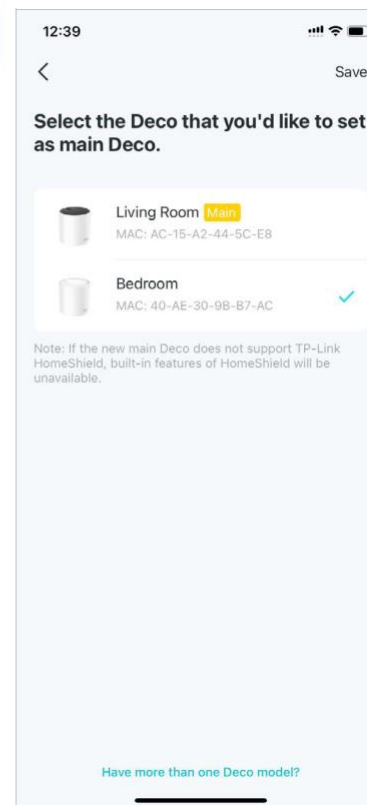 12:39
Save
Select the Deco that you'd like to set
as main Deco.
Living Room Main
MAC: AC-15-A2-44-5C-E8
Bedroom
MAC: 40-AE-30-9B-B7-AC
Note: If the new main Deco does not support TP-Link
HomeShield, built-in features of HomeShield will be
unavailable.
Have more than one Deco model?